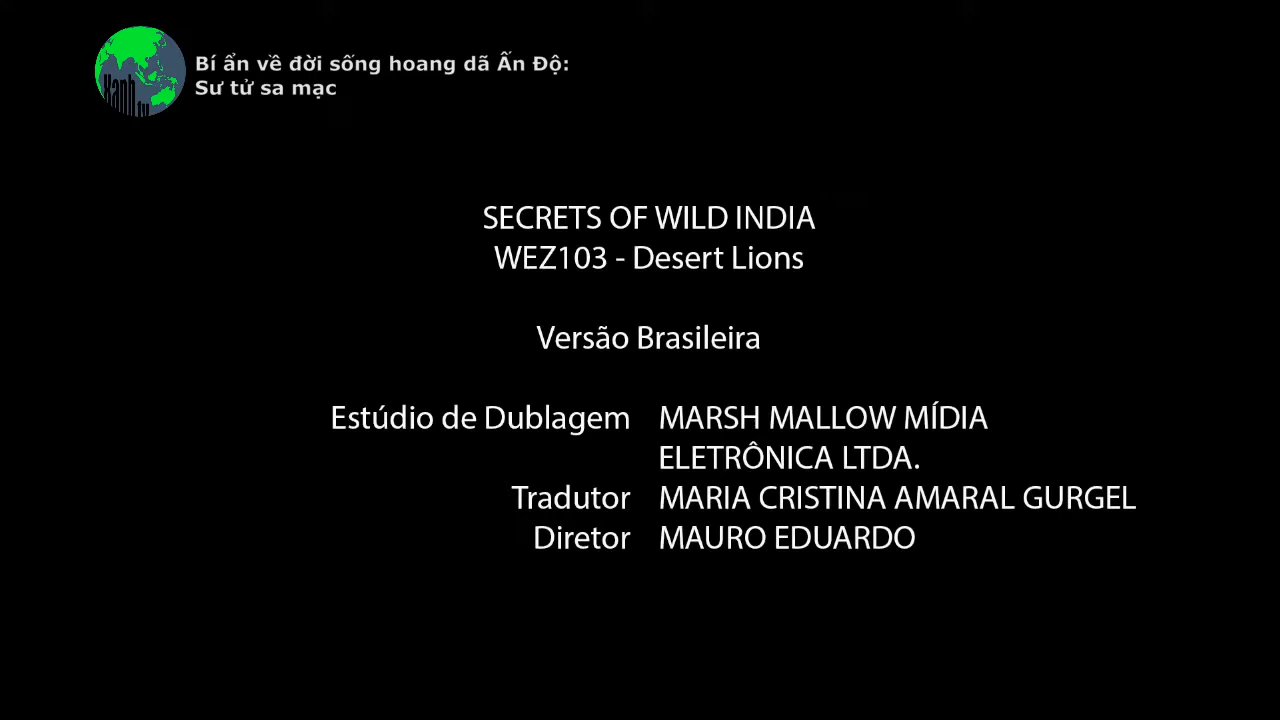 Bí ẩn về đời sống hoang dã Ấn Độ:
Sư tử sa mạc
Xanh tv
SECRETS OF WILD INDIA
WEZ103 - Desert Lions
Versão Brasileira
Estúdio de Dublagem MARSH MALLOW MÍDIA
ELETRÔNICA LTDA.
Tradutor MARIA CRISTINA AMARAL GURGEL
Diretor MAURO EDUARDO